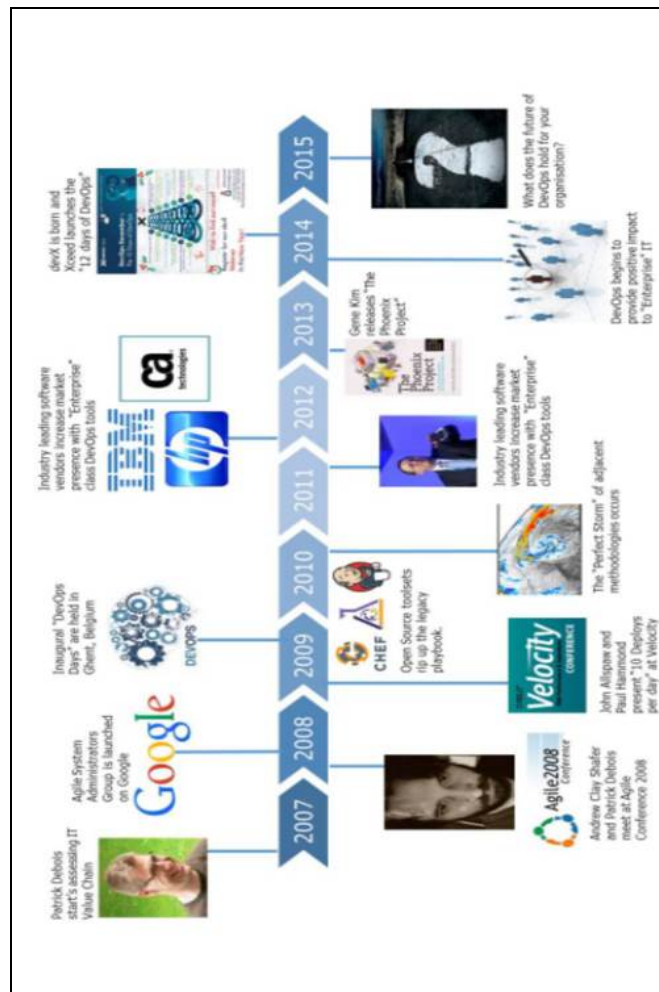 Patrick Debois
start's assessing IT
Value Chain
Agile System
Administrators
Group is launched
on Google
Google
Inaugural "DevOps
Days" are held in
Ghent, Belgium
DEVOPS
Industry leading software
vendors increase market
presence with "Enterprise"
class DevOps tools
IBM
hp
ca
technologies
devX is born and
Xceed launches the
"12 days of DevOps"
2007
2008
2009
2010
2011
2012
2013
2014
2015
Andrew Clay Shafer
and Patrick Debois
meet at Agile
Conference 2008
Agile2008
Conference
CHEF
Open Source toolsets
rip up the legacy
playbook.
Velocity
CONFERENCE
John Allspaw and
Paul Hammond
present "10 Deploys
per day" at Velocity
The "Perfect Storm" of adjacent
methodologies occurs
Industry leading software
vendors increase market
presence with "Enterprise"
class DevOps tools
Gene Kim
releases "The
Phoenix
Project"
The
Phoenix
Project
DevOps begins to
provide positive impact
to "Enterprise" IT
What does the future of
DevOps hold for your
organisation?